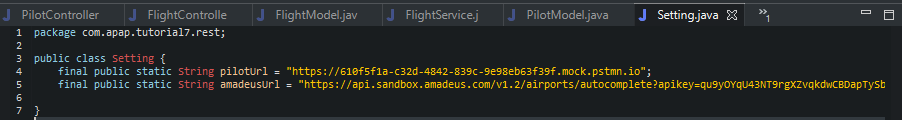 PilotController FlightControlle FlightModel.jav FlightService.j PilotModel.java Setting.java »1
1 package com.apap.tutorial7.rest;
2
3 public class Setting {
4 final public static String pilotUrl = "https://610f5f1a-c32d-4842-839c-9e98eb63f39f.mock.pstmn.io";
5 final public static String amadeusUrl = "https://api.sandbox.amadeus.com/v1.2/airports/autocomplete?apikey=qu9yOYqU43NT9rgXZvqkdwCBDapTySb
6
7 }